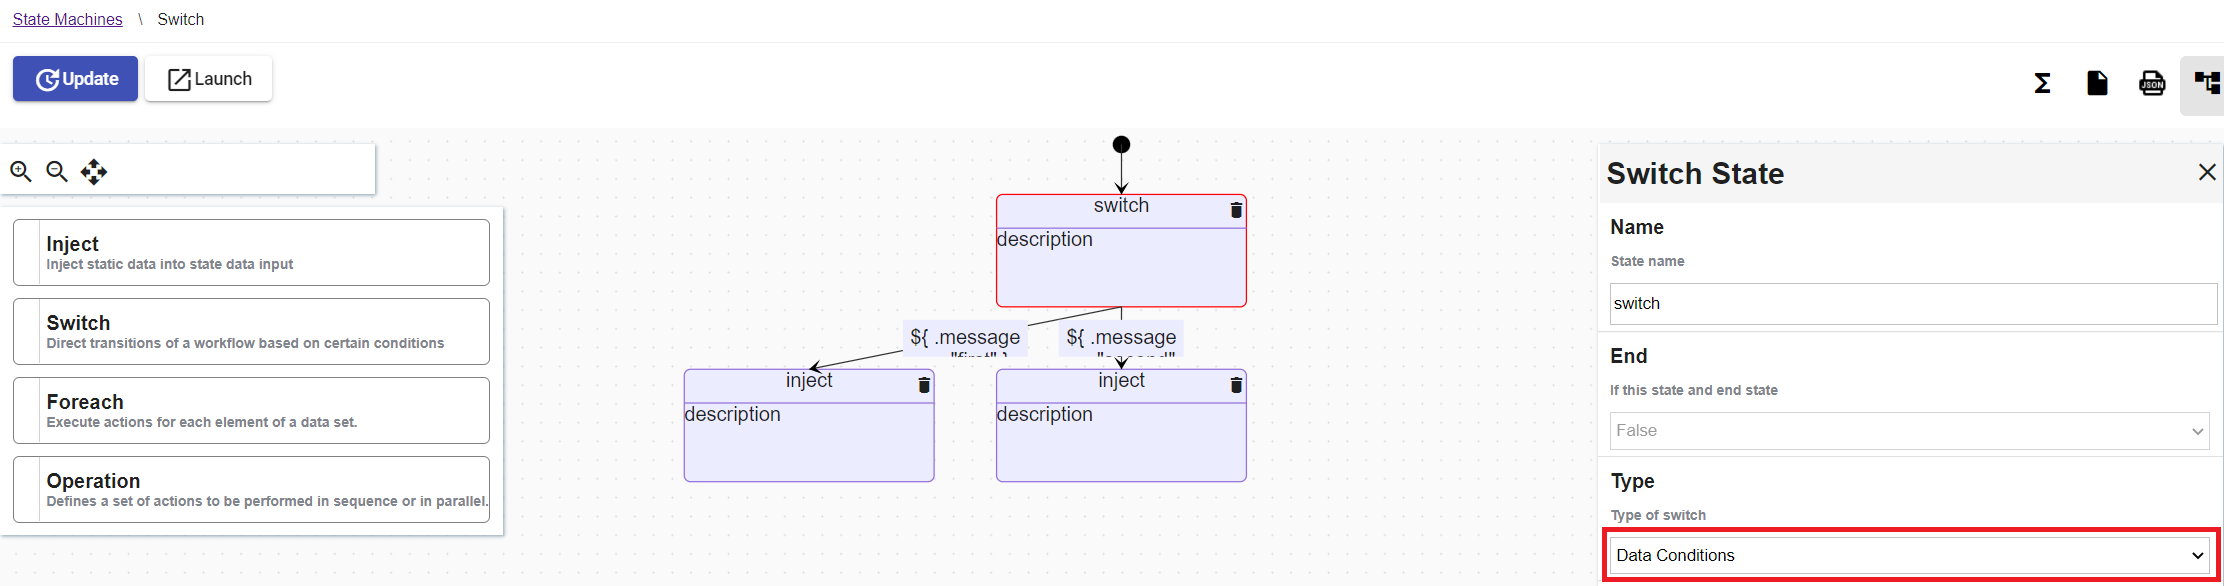 State Machines \ Switch
Update
Launch
JSON
Inject
Inject static data into state data input
Switch
Direct transitions of a workflow based on certain conditions
Foreach
Execute actions for each element of a data set.
Operation
Defines a set of actions to be performed in sequence or in parallel.
switch
description
${ .message
${ .message
inject
description
inject
description
Switch State
Name
State name
switch
End
If this state and end state
False
Type
Type of switch
Data Conditions